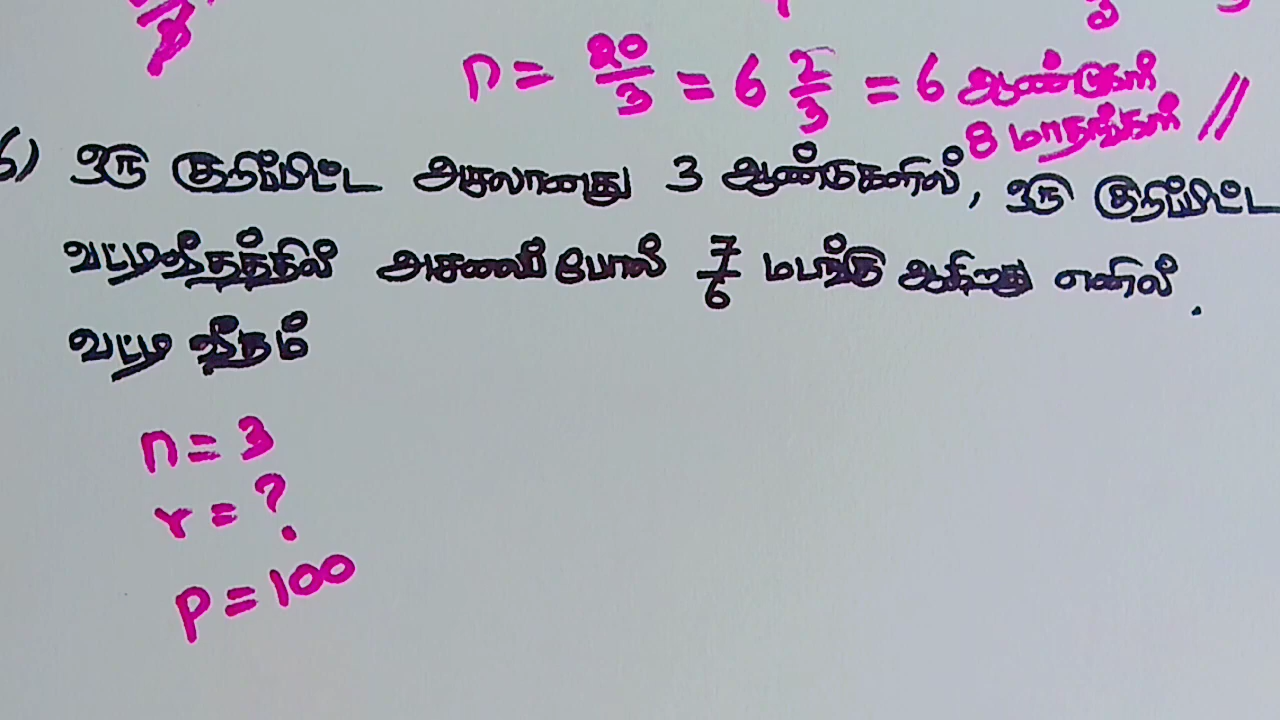 n = 20/3 = 6 2/3 = 6 ஆண்டுகள்
8 மாதங்கள் //
6) ஒரு குறிப்பிட்ட அசலானது 3 ஆண்டுகளில், ஒரு குறிப்பிட்ட
வட்டிவீதத்தில் அசலைப் போல் 7/6 மடங்கு ஆகிறது எனில்
வட்டி வீதம்
n = 3
r = ?
P = 100